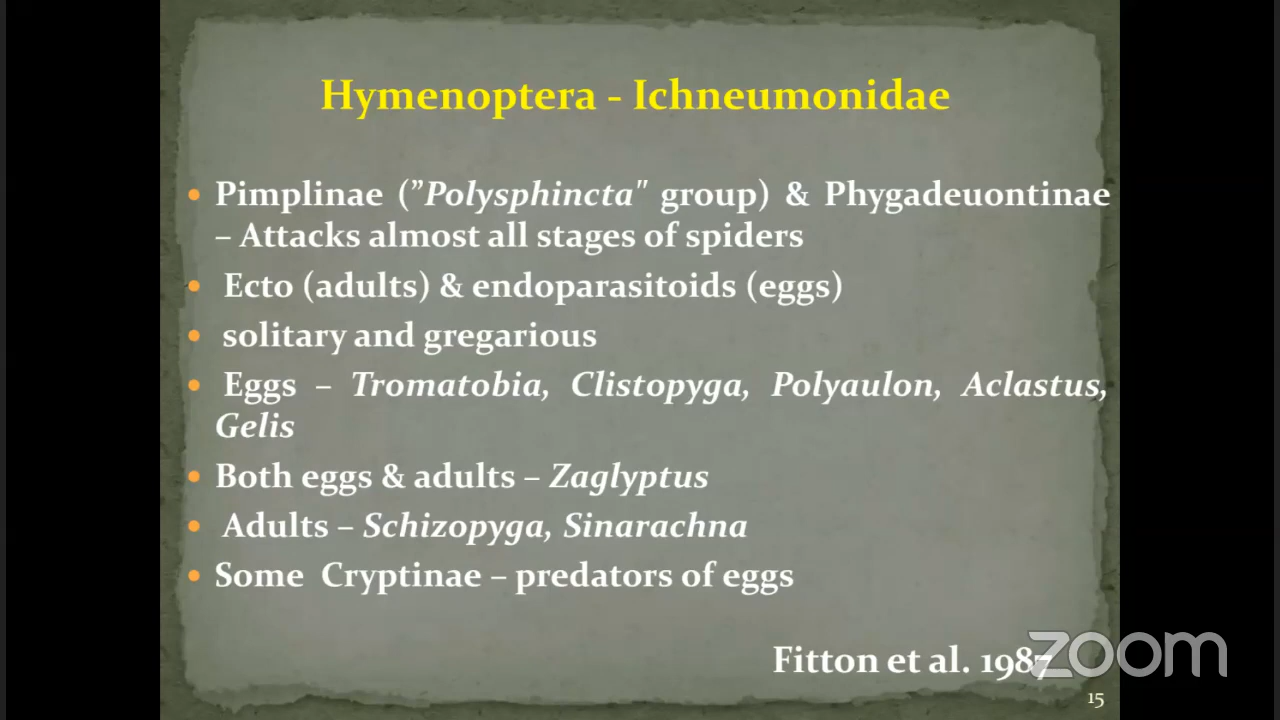 Hymenoptera - Ichneumonidae
Pimplinae (”Polysphincta" group) & Phygadeuontinae
– Attacks almost all stages of spiders
Ecto (adults) & endoparasitoids (eggs)
solitary and gregarious
Eggs – Tromatobia, Clistopyga, Polyaulon, Aclastus,
Gelis
Both eggs & adults – Zaglyptus
Adults – Schizopyga, Sinarachna
Some Cryptinae – predators of eggs
Fitton et al. 1987
zoom
15